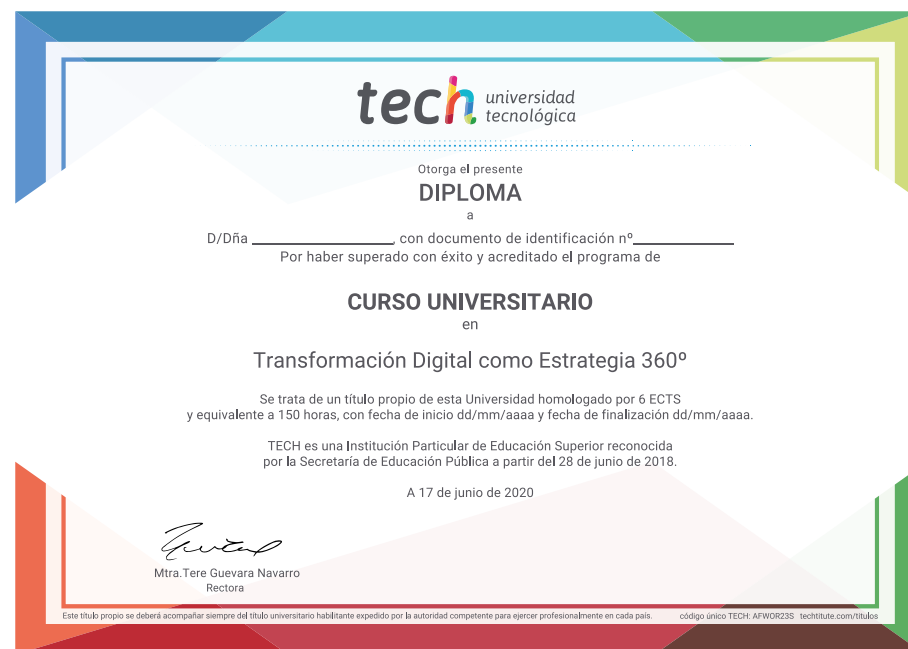 tech universidad
tecnológica
Otorga el presente
DIPLOMA
a
D/Dña ____________________, con documento de identificación nº______________
Por haber superado con éxito y acreditado el programa de
CURSO UNIVERSITARIO
en
Transformación Digital como Estrategia 360º
Se trata de un título propio de esta Universidad homologado por 6 ECTS
y equivalente a 150 horas, con fecha de inicio dd/mm/aaaa y fecha de finalización dd/mm/aaaa.
TECH es una Institución Particular de Educación Superior reconocida
por la Secretaría de Educación Pública a partir del 28 de junio de 2018.
A 17 de junio de 2020
Mtra.Tere Guevara Navarro
Rectora
Este título propio se deberá acompañar siempre del título universitario habilitante expedido por la autoridad competente para ejercer profesionalmente en cada país. código único TECH: AFWOR23S techtitute.com/titulos